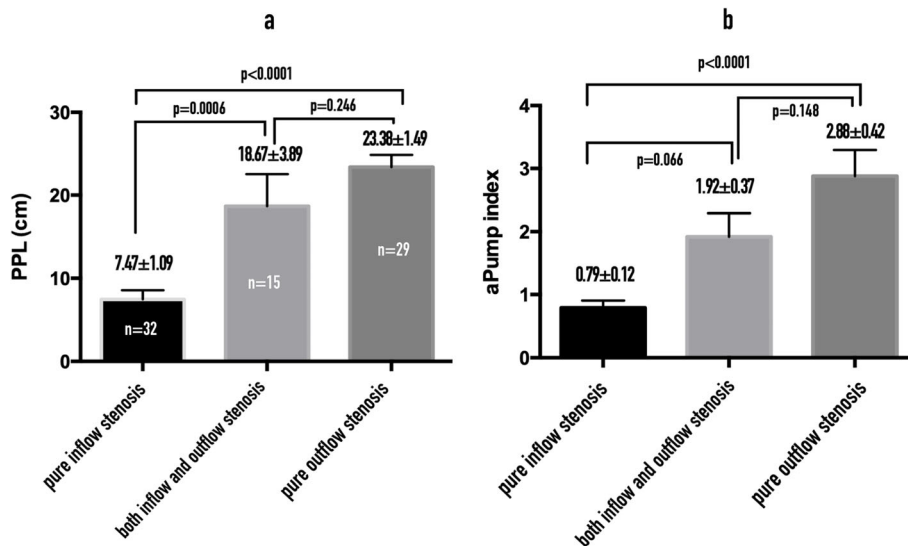 a
p<0.0001
p=0.0006
p=0.246
30
20
10
0
PPL (cm)
7.47±1.09
18.67±3.89
23.38±1.49
n=32
n=15
n=29
pure inflow stenosis
both inflow and outflow stenosis
pure outflow stenosis
b
p<0.0001
p=0.148
p=0.066
4
3
2
1
0
aPump index
0.79±0.12
1.92±0.37
2.88±0.42
pure inflow stenosis
both inflow and outflow stenosis
pure outflow stenosis